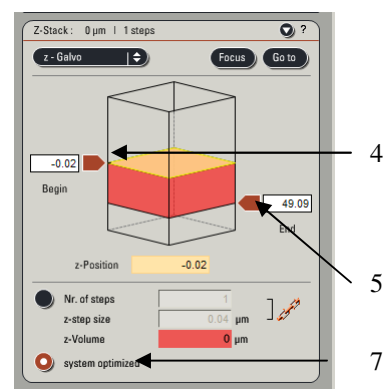 Z-Stack: 0 µm | 1 steps ?
z - Galvo Focus Go to
-0.02 4
Begin
49.09
End
z-Position -0.02
5
Nr. of steps 1
z-step size 0.04 µm
z-Volume 0 µm
system optimized 7